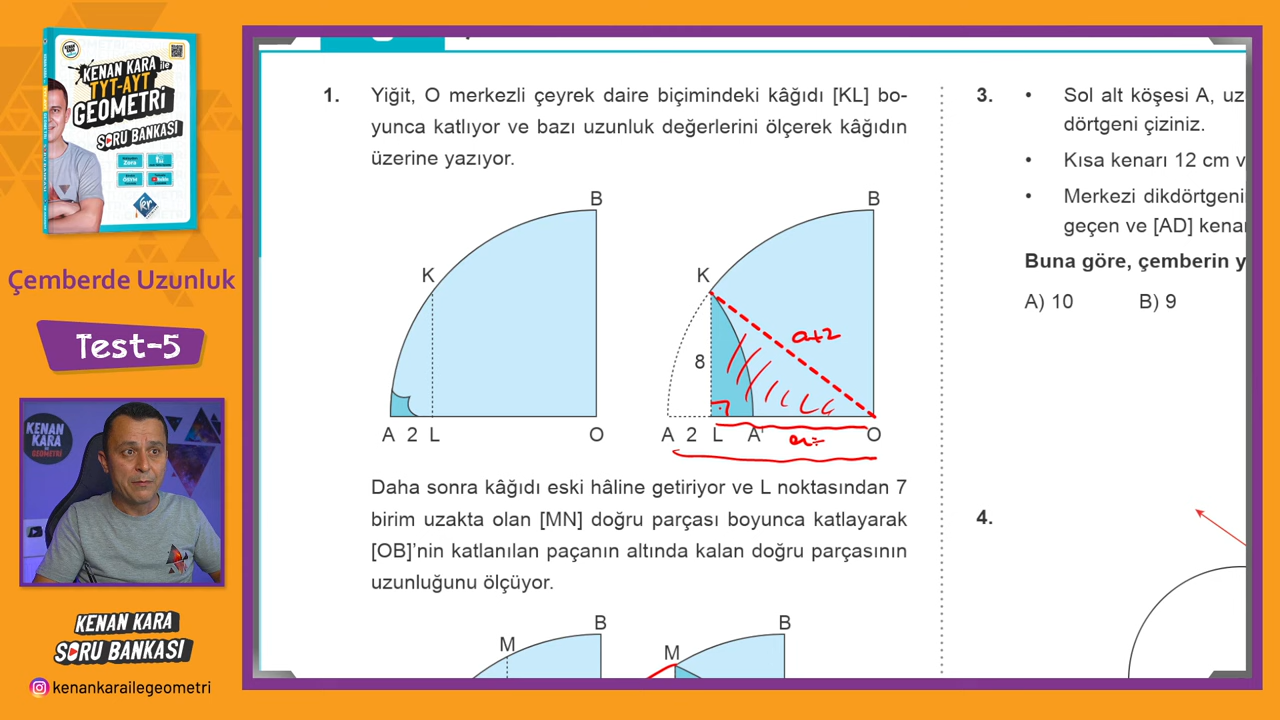 KENAN KARA ile
TYT-AYT
GEOMETRİ
SORU BANKASI
Çemberde Uzunluk
Test-5
KENAN
KARA
GEOMETRİ
KENAN KARA
SORU BANKASI
kenankarailegeometri
1. Yiğit, O merkezli çeyrek daire biçimindeki kâğıdı [KL] bo-
yunca katlıyor ve bazı uzunluk değerlerini ölçerek kâğıdın
üzerine yazıyor.
B
K
A 2 L O
B
K
a+2
8
A 2 L A' O
a
Daha sonra kâğıdı eski hâline getiriyor ve L noktasından 7
birim uzakta olan [MN] doğru parçası boyunca katlayarak
[OB]’nin katlanılan paçanın altında kalan doğru parçasının
uzunluğunu ölçüyor.
B
M
B
M
3. • Sol alt köşesi A, uz
dörtgeni çiziniz.
• Kısa kenarı 12 cm v
• Merkezi dikdörtgeni
geçen ve [AD] kena
Buna göre, çemberin y
A) 10 B) 9
4.